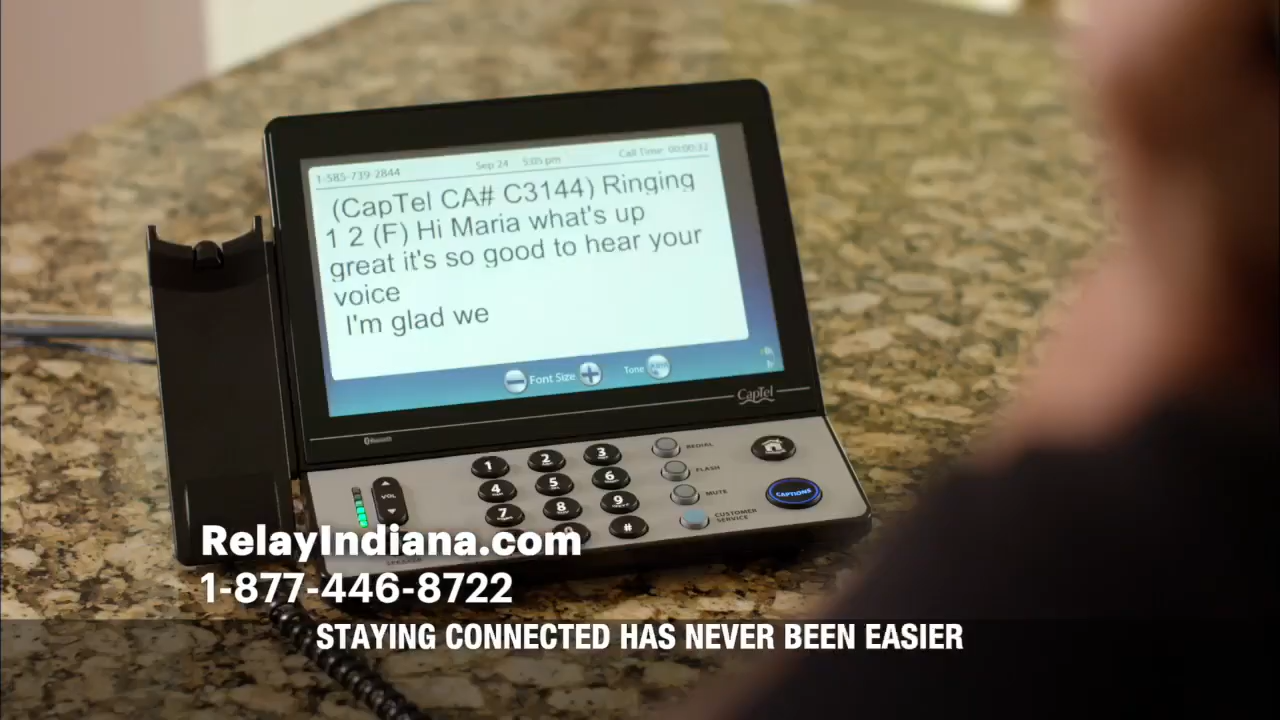 1-585-739-2844 Sep 24 5:05 pm Call Time 00:00:32
(CapTel CA# C3144) Ringing
1 2 (F) Hi Maria what's up
great it's so good to hear your
voice
I'm glad we
Font Size Tone
CapTel
Bluetooth
1 2 3 REDIAL
4 5 6 FLASH
VOL
7 8 9 MUTE
CAPTIONS
# CUSTOMER
SERVICE
RelayIndiana.com
1-877-446-8722
STAYING CONNECTED HAS NEVER BEEN EASIER